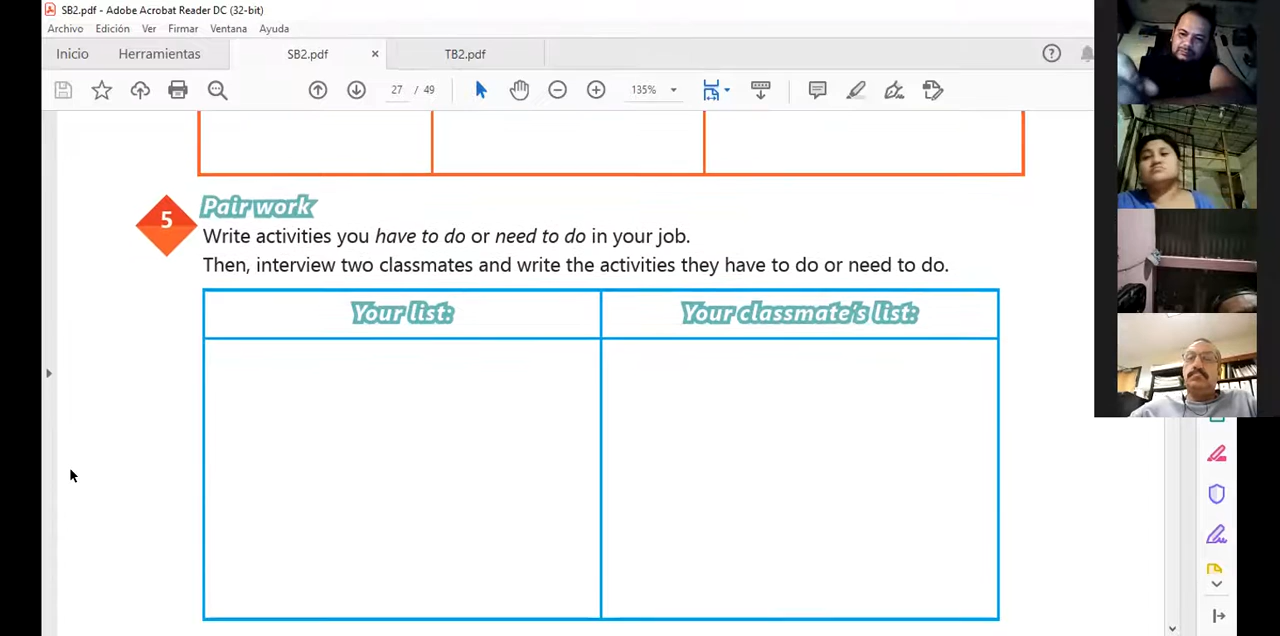 SB2.pdf - Adobe Acrobat Reader DC (32-bit)
Archivo Edición Ver Firmar Ventana Ayuda
Inicio Herramientas SB2.pdf × TB2.pdf
27 / 49 135%
5 Pair work
Write activities you have to do or need to do in your job.
Then, interview two classmates and write the activities they have to do or need to do.
Your list: Your classmate's list: